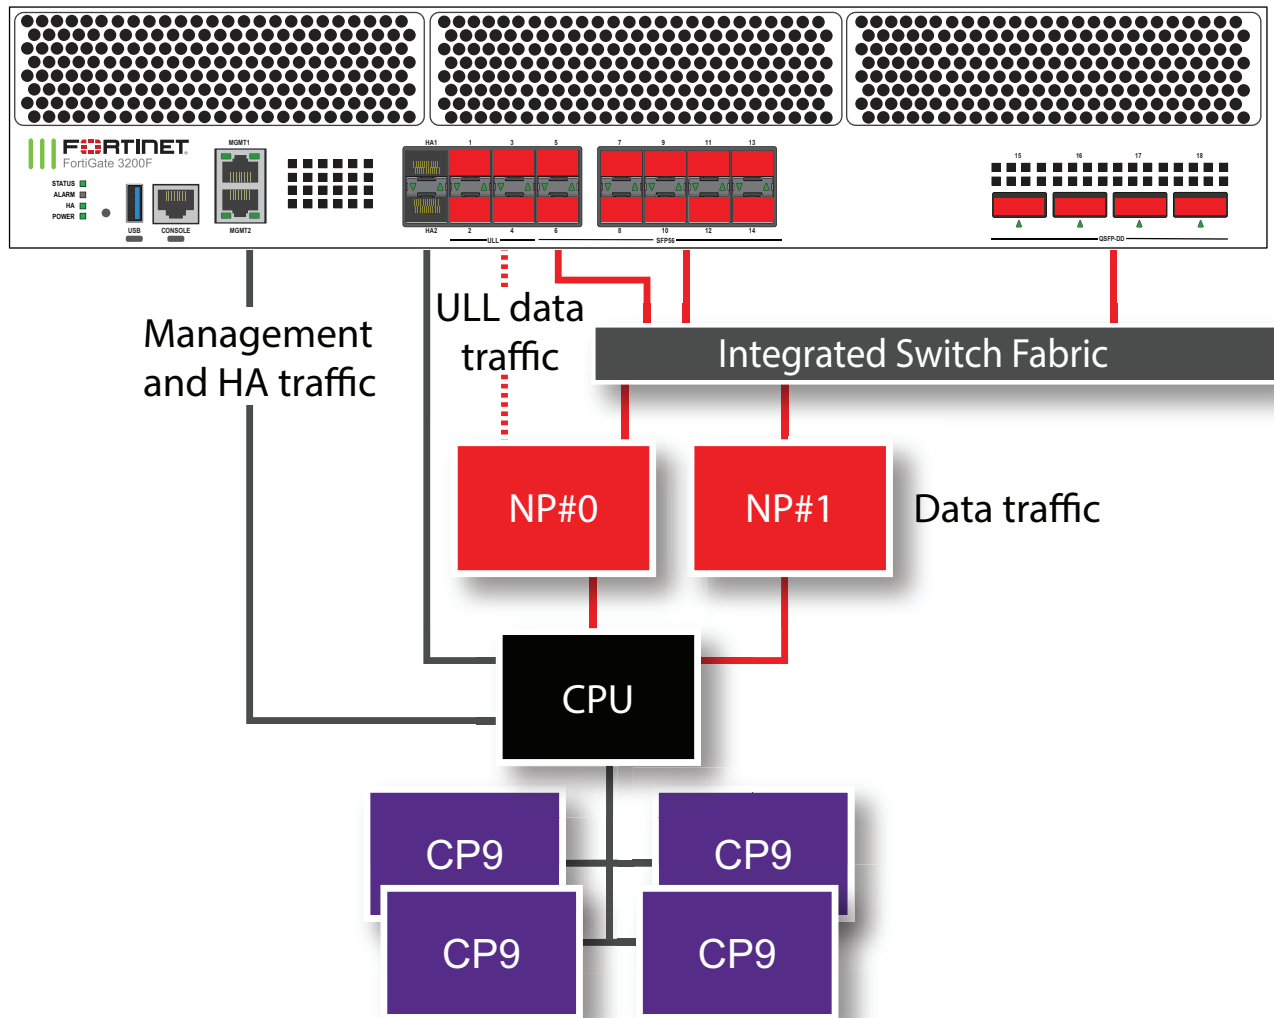 FORTINET
FortiGate 3200F
STATUS
ALARM
HA
POWER
USB
CONSOLE
MGMT1
MGMT2
HA1 1 3 5 7 9 11 13
HA2 2 4 6 8 10 12 14
ULL
SFP56
15 16 17 18
QSFP-DD
Management
and HA traffic
ULL data
traffic
Integrated Switch Fabric
NP#0
NP#1
Data traffic
CPU
CP9
CP9
CP9
CP9